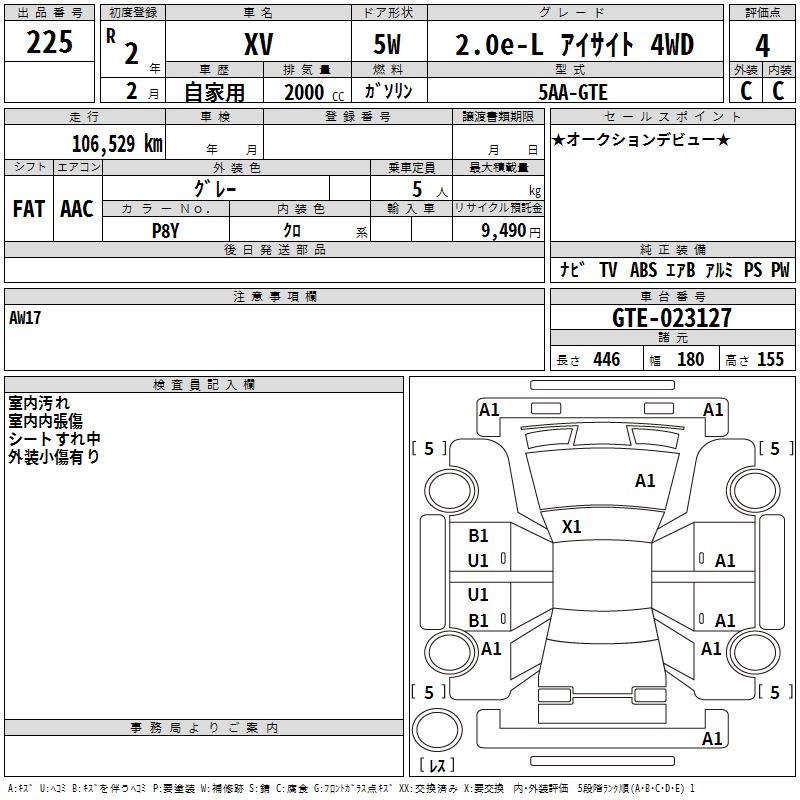 出品番号 初度登録 車名 ドア形状 グレード 評価点
225 R 2 年 XV 5W 2.0e-L アイサイト 4WD 4
車歴 排気量 燃料 型式 外装 内装
2 月 自家用 2000 CC ガソリン 5AA-GTE C C
走行 車検 登録番号 譲渡書類期限 セールスポイント
106,529 km 年 月 月 日 ★オークションデビュー★
シフト エアコン 外装色 乗車定員 最大積載量
FAT AAC グレー 5 人 kg
カラーNo. 内装色 輸入車 リサイクル預託金
P8Y クロ 系 9,490 円
後日発送部品 純正装備
ナビ TV ABS エアB アルミ PS PW
注意事項欄 車台番号
AW17 GTE-023127
諸元
長さ 446 幅 180 高さ 155
検査員記入欄
室内汚れ
室内内張傷
シートすれ中
外装小傷有り
A1 A1
[ 5 ] [ 5 ]
A1
X1
B1
U1 A1
U1
B1 A1
A1 A1
[ 5 ] [ 5 ]
A1
[ レス ]
事務局よりご案内
A:キズ U:ヘコミ B:キズを伴うヘコミ P:要塗装 W:補修跡 S:錆 C:腐食 G:フロントガラス点キズ XX:交換済み X:要交換 内・外装評価 5段階ランク順(A・B・C・D・E) 1